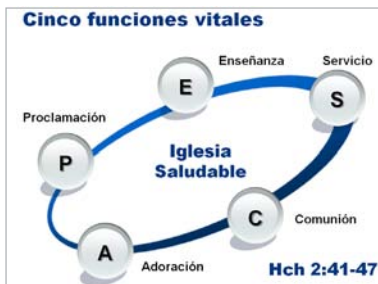 Cinco funciones vitales
Enseñanza
Servicio
E
S
Proclamación
P
Iglesia
Saludable
C
Comunión
A
Adoración
Hch 2:41-47